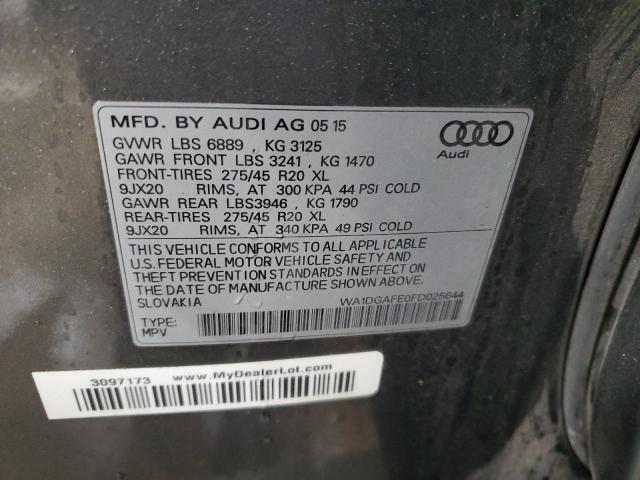 MFD. BY AUDI AG 05 15
GVWR LBS 6889 , KG 3125
GAWR FRONT LBS 3241 , KG 1470
FRONT-TIRES 275/45 R20 XL
9JX20 RIMS, AT 300 KPA 44 PSI COLD
GAWR REAR LBS3946 , KG 1790
REAR-TIRES 275/45 R20 XL
9JX20 RIMS, AT 340 KPA 49 PSI COLD
Audi
THIS VEHICLE CONFORMS TO ALL APPLICABLE
U.S. FEDERAL MOTOR VEHICLE SAFETY AND
THEFT PREVENTION STANDARDS IN EFFECT ON
THE DATE OF MANUFACTURE SHOWN ABOVE.
SLOVAKIA WA1DGAFE0FD025644
TYPE:
MPV
3097173 www.MyDealerLot.com